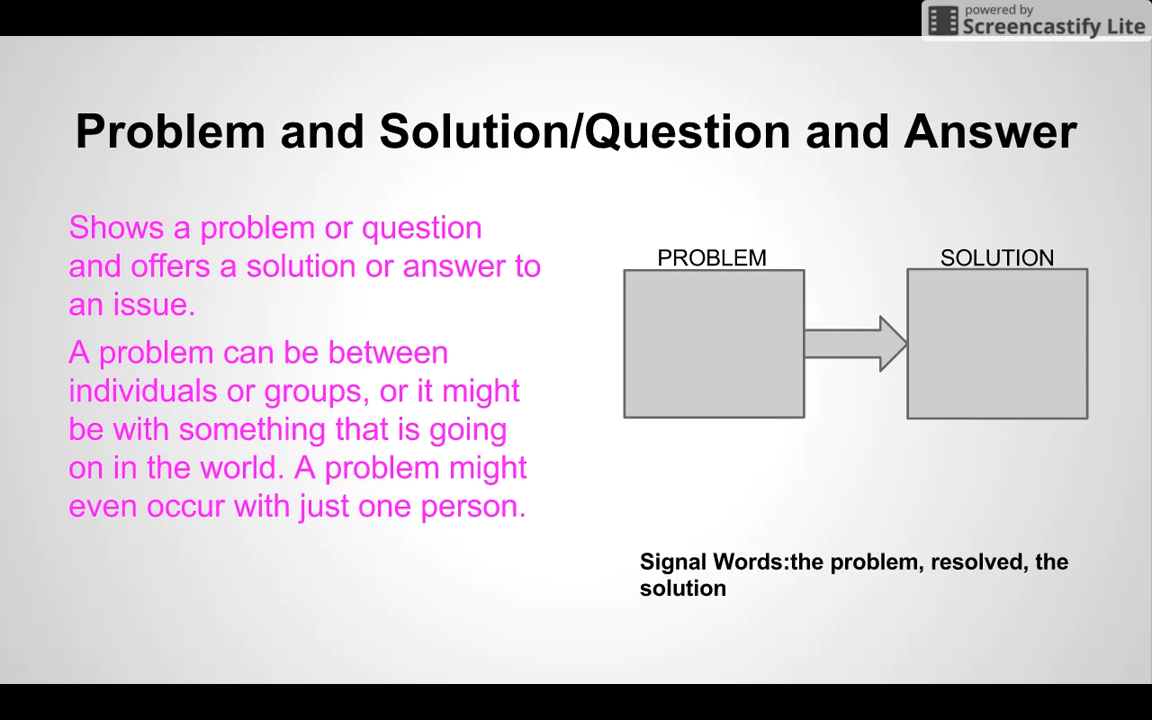 powered by
Screencastify Lite
Problem and Solution/Question and Answer
Shows a problem or question
and offers a solution or answer to
an issue.
A problem can be between
individuals or groups, or it might
be with something that is going
on in the world. A problem might
even occur with just one person.
PROBLEM
SOLUTION
Signal Words:the problem, resolved, the
solution